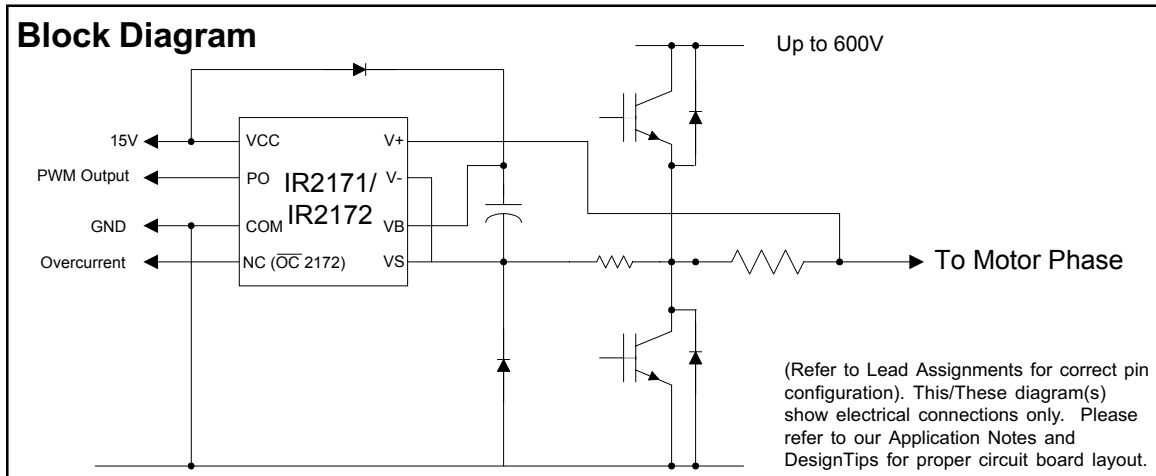 Block Diagram
Up to 600V
15V
VCC
V+
PWM Output
PO
V-
IR2171/
IR2172
GND
COM
VB
Overcurrent
NC (O̅C̅ 2172)
VS
To Motor Phase
(Refer to Lead Assignments for correct pin
configuration). This/These diagram(s)
show electrical connections only. Please
refer to our Application Notes and
DesignTips for proper circuit board layout.